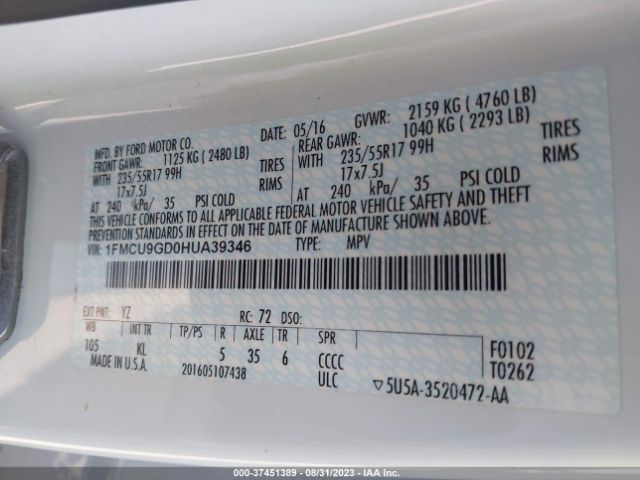 MFD. BY FORD MOTOR CO. DATE: 05/16 GVWR: 2159 KG ( 4760 LB)
FRONT GAWR: 1125 KG ( 2480 LB) REAR GAWR: 1040 KG ( 2293 LB)
WITH 235/55R17 99H TIRES WITH 235/55R17 99H TIRES
17x7.5J RIMS 17x7.5J RIMS
AT 240 kPa/ 35 PSI COLD AT 240 kPa/ 35 PSI COLD
THIS VEHICLE CONFORMS TO ALL APPLICABLE FEDERAL MOTOR VEHICLE SAFETY AND THEFT
PREVENTION STANDARDS IN EFFECT ON THE DATE OF MANUFACTURE SHOWN ABOVE.
VIN: 1FMCU9GD0HUA39346 TYPE: MPV
EXT PNT: YZ RC: 72 DSO:
WB INT TR TP/PS R AXLE TR SPR
105 KL 5 35 6 CCCC F0102
MADE IN U.S.A. 201605107438 ULC T0262
▽5U5A-3520472-AA
000-37451389 - 08/31/2023 - IAAI.COM